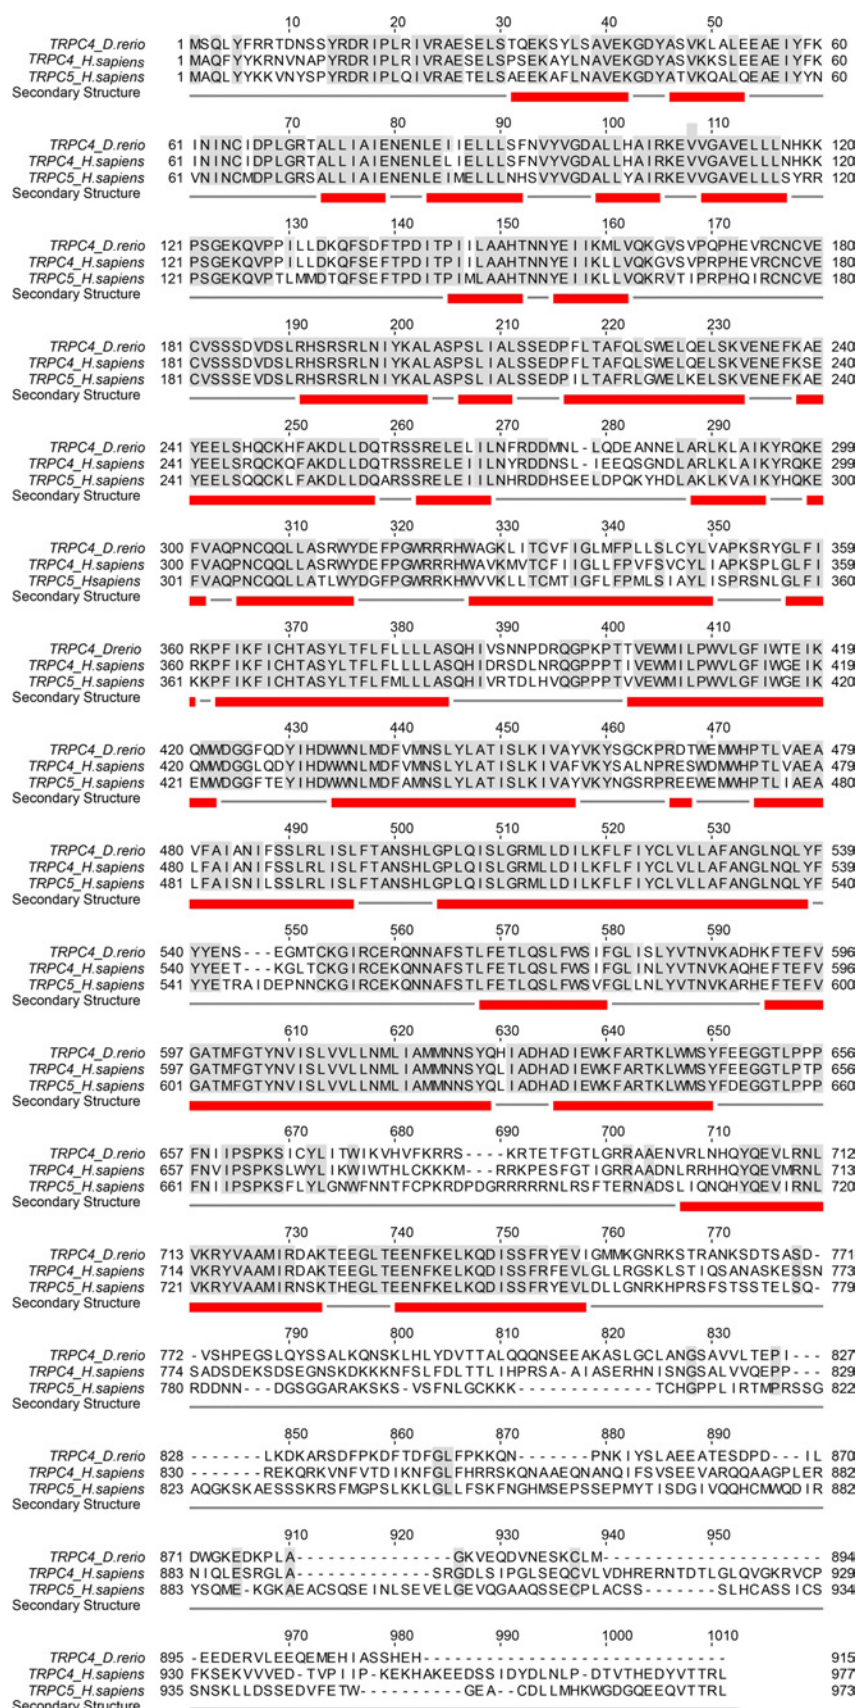 10 20 30 40 50
TRPC4_D.rerio 1 MSQLYFRRTDNSSYRDRIPLRIVRAESELSTQEKSYLSAVEKGDYASVKLALEEAEIYFK 60
TRPC4_H.sapiens 1 MAQFYYKRNVNAPYRDRIPLRIVRAESELSPSEKAYLNAVEKGDYASVKKSLEEAEIYFK 60
TRPC5_H.sapiens 1 MAQLYYKKVNYSPYRDRIPLQIVRAETELSAEEKAFLNAVEKGDYATVKQALQEAEIYYN 60
Secondary Structure
70 80 90 100 110
TRPC4_D.rerio 61 ININCIDPLGRTALLIAIENENLEIIELLLSFNVYVGDALLHAIRKEVVGAVELLLNHKK 120
TRPC4_H.sapiens 61 ININCIDPLGRTALLIAIENENLELIELLLSFNVYVGDALLHAIRKEVVGAVELLLNHKK 120
TRPC5_H.sapiens 61 VNINCMDPLGRSALLIAIENENLEIMELLLNHSVYVGDALLYAIRKEVVGAVELLLSYRR 120
Secondary Structure
130 140 150 160 170
TRPC4_D.rerio 121 PSGEKQVPPILLDKQFSDFTPDITPIILAAHTNNYEIIKMLVQKGVSVPQPHEVRCNCVE 180
TRPC4_H.sapiens 121 PSGEKQVPPILLDKQFSEFTPDITPIILAAHTNNYEIIKLLVQKGVSVPRPHEVRCNCVE 180
TRPC5_H.sapiens 121 PSGEKQVPTLMMDTQFSEFTPDITPIMLAAHTNNYEIIKLLVQKRVTIPRPHQIRCNCVE 180
Secondary Structure
190 200 210 220 230
TRPC4_D.rerio 181 CVSSSDVDSLRHSRSRLNIYKALASPSLIALSSEDPFLTAFQLSWELQELSKVENEFKAE 240
TRPC4_H.sapiens 181 CVSSSDVDSLRHSRSRLNIYKALASPSLIALSSEDPFLTAFQLSWELQELSKVENEFKSE 240
TRPC5_H.sapiens 181 CVSSSEVDSLRHSRSRLNIYKALASPSLIALSSEDPILTAFRLGWELKELSKVENEFKAE 240
Secondary Structure
250 260 270 280 290
TRPC4_D.rerio 241 YEELSHQCKHFAKDLLDQTRSSRELELILNFRDDMNL-LQDEANNELARLKLAIKYRQKE 299
TRPC4_H.sapiens 241 YEELSRQCKQFAKDLLDQTRSSRELEIILNYRDDNSL-IEEQSGNDLARLKLAIKYRQKE 299
TRPC5_H.sapiens 241 YEELSQQCKLFAKDLLDQARSSRELEIILNHRDDHSEELDPQKYHDLAKLKVAIKYHQKE 300
Secondary Structure
310 320 330 340 350
TRPC4_D.rerio 300 FVAQPNCQQLLASRWYDEFPGWRRRHWAGKLITCVFIGLMFPLLSLCYLVAPKSRYGLFI 359
TRPC4_H.sapiens 300 FVAQPNCQQLLASRWYDEFPGWRRRHWAVKMVTCFIIGLLFPVFSVCYLIAPKSPLGLFI 359
TRPC5_Hsapiens 301 FVAQPNCQQLLATLWYDGFPGWRRKHWVVKLLTCMTIGFLFPMLSIAYLISPRSNLGLFI 360
Secondary Structure
370 380 390 400 410
TRPC4_Drerio 360 RKPFIKFICHTASYLTFLFLLLLASQHIVSNNPDRQGPKPTTVEWMILPWVLGFIWTEIK 419
TRPC4_H.sapiens 360 RKPFIKFICHTASYLTFLFLLLLASQHIDRSDLNRQGPPPTIVEWMILPWVLGFIWGEIK 419
TRPC5_H.sapiens 361 KKPFIKFICHTASYLTFLFMLLLASQHIVRTDLHVQGPPPTVVEWMILPWVLGFIWGEIK 420
Secondary Structure
430 440 450 460 470
TRPC4_D.rerio 420 QMWDGGFQDYIHDWWNLMDFVMNSLYLATISLKIVAYVKYSGCKPRDTWEMWHPTLVAEA 479
TRPC4_H.sapiens 420 QMWDGGLQDYIHDWWNLMDFVMNSLYLATISLKIVAFVKYSALNPRESWDMWHPTLVAEA 479
TRPC5_H.sapiens 421 EMWDGGFTEYIHDWWNLMDFAMNSLYLATISLKIVAYVKYNGSRPREEWEMWHPTLIAEA 480
Secondary Structure
490 500 510 520 530
TRPC4_D.rerio 480 VFAIANIFSSLRLISLFTANSHLGPLQISLGRMLLDILKFLFIYCLVLLAFANGLNQLYF 539
TRPC4_H.sapiens 480 LFAIANIFSSLRLISLFTANSHLGPLQISLGRMLLDILKFLFIYCLVLLAFANGLNQLYF 539
TRPC5_H.sapiens 481 LFAISNILSSLRLISLFTANSHLGPLQISLGRMLLDILKFLFIYCLVLLAFANGLNQLYF 540
Secondary Structure
550 560 570 580 590
TRPC4_D.rerio 540 YYENS---EGMTCKGIRCERQNNAFSTLFETLQSLFWSIFGLISLYVTNVKADHKFTEFV 596
TRPC4_H.sapiens 540 YYEET---KGLTCKGIRCEKQNNAFSTLFETLQSLFWSIFGLINLYVTNVKAQHEFTEFV 596
TRPC5_H.sapiens 541 YYETRAIDEPNNCKGIRCEKQNNAFSTLFETLQSLFWSVFGLLNLYVTNVKARHEFTEFV 600
Secondary Structure
610 620 630 640 650
TRPC4_D.rerio 597 GATMFGTYNVISLVVLLNMLIAMMNNSYQHIADHADIEWKFARTKLWMSYFEEGGTLPPP 656
TRPC4_H.sapiens 597 GATMFGTYNVISLVVLLNMLIAMMNNSYQLIADHADIEWKFARTKLWMSYFEEGGTLPTP 656
TRPC5_H.sapiens 601 GATMFGTYNVISLVVLLNMLIAMMNNSYQLIADHADIEWKFARTKLWMSYFDEGGTLPPP 660
Secondary Structure
670 680 690 700 710
TRPC4_D.rerio 657 FNIIPSPKSICYLITWIKVHVFKRRS----KRTETFGTLGRRAAENVRLNHQYQEVLRNL 712
TRPC4_H.sapiens 657 FNVIPSPKSLWYLIKWIWTHLCKKKM---RRKPESFGTIGRRAADNLRRHHQYQEVMRNL 713
TRPC5_H.sapiens 661 FNIIPSPKSFLYLGNWFNNTFCPKRDPDGRRRRRNLRSFTERNADSLIQNQHYQEVIRNL 720
Secondary Structure
730 740 750 760 770
TRPC4_D.rerio 713 VKRYVAAMIRDAKTEEGLTEENFKELKQDISSFRYEVIGMMKGNRKSTRANKSDTSASD- 771
TRPC4_H.sapiens 714 VKRYVAAMIRDAKTEEGLTEENFKELKQDISSFRFEVLGLLRGSKLSTIQSANASKESSN 773
TRPC5_H.sapiens 721 VKRYVAAMIRNSKTHEGLTEENFKELKQDISSFRYEVLDLLGNRKHPRSFSTSSTELSQ- 779
Secondary Structure
790 800 810 820 830
TRPC4_D.rerio 772 -VSHPEGSLQYSSALKQNSKLHLYDVTTALQQQNSEEAKASLGCLANGSAVVLTEPI--- 827
TRPC4_H.sapiens 774 SADSDEKSDSEGNSKDKKKNFSLFDLTTLIHPRSA-AIASERHNISNGSALVVQEPP--- 829
TRPC5_H.sapiens 780 RDDNN---DGSGGARAKSKS-VSFNLGCKKK-------------TCHGPPLIRTMPRSSG 822
Secondary Structure
850 860 870 880 890
TRPC4_D.rerio 828 -------LKDKARSDFPKDFTDFGLFPKKQN--------PNKIYSLAEEATESDPD---IL 870
TRPC4_H.sapiens 830 -------REKQRKVNFVTDIKNFGLFHRRSKQNAAEQNANQIFSVSEEVARQQAAGPLER 882
TRPC5_H.sapiens 823 AQGKSKAESSSKRSFMGPSLKKLGLLFSKFNGHMSEPSSEPMYTISDGIVQQHCMWQDIR 882
Secondary Structure
910 920 930 940 950
TRPC4_D.rerio 871 DWGKEDKPLA---------------GKVEQDVNESKCLM--------------------- 894
TRPC4_H.sapiens 883 NIQLESRGLA-------------SRGDLSIPGLSEQCVLVDHRERNTDTLGLQVGKRVCP 929
TRPC5_H.sapiens 883 YSQME-KGKAEACSQSEINLSEVELGEVQGAAQSSECPLACSS--------SLHCASSICS 934
Secondary Structure
970 980 990 1000 1010
TRPC4_D.rerio 895 -EEDERVLEEQEMEHIASSHEH----------------------------- 915
TRPC4_H.sapiens 930 FKSEKVVVED-TVPIIP-KEKHAKEEDSSIDYDLNLP-DTVTHEDYVTTRL 977
TRPC5_H.sapiens 935 SNSKLLDSSEDVFETW---------GEA--CDLLMHKWGDGQEEQVTTRL 973
Secondary Structure